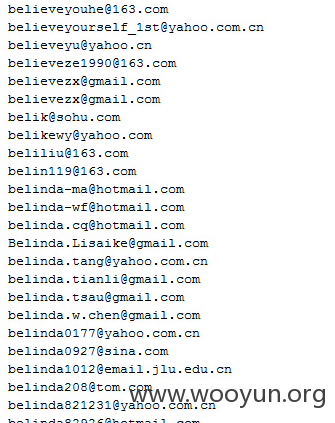 believeyouhe@163.com
believeyourself_1st@yahoo.com.cn
believeyu@yahoo.cn
believeze1990@163.com
believezx@gmail.com
believezx@gmail.com
belik@sohu.com
belikewy@yahoo.com
beliliu@163.com
belin119@163.com
belinda-ma@hotmail.com
belinda-wf@hotmail.com
belinda.cq@hotmail.com
Belinda.Lisaike@gmail.com
belinda.tang@yahoo.com.cn
belinda.tianli@gmail.com
belinda.tsau@gmail.com
belinda.w.chen@gmail.com
belinda0177@yahoo.com.cn
belinda0927@sina.com
belinda1012@email.jlu.edu.cn
belinda208@tom.com
www.wooyun.org
belinda821231@yahoo.com.cn